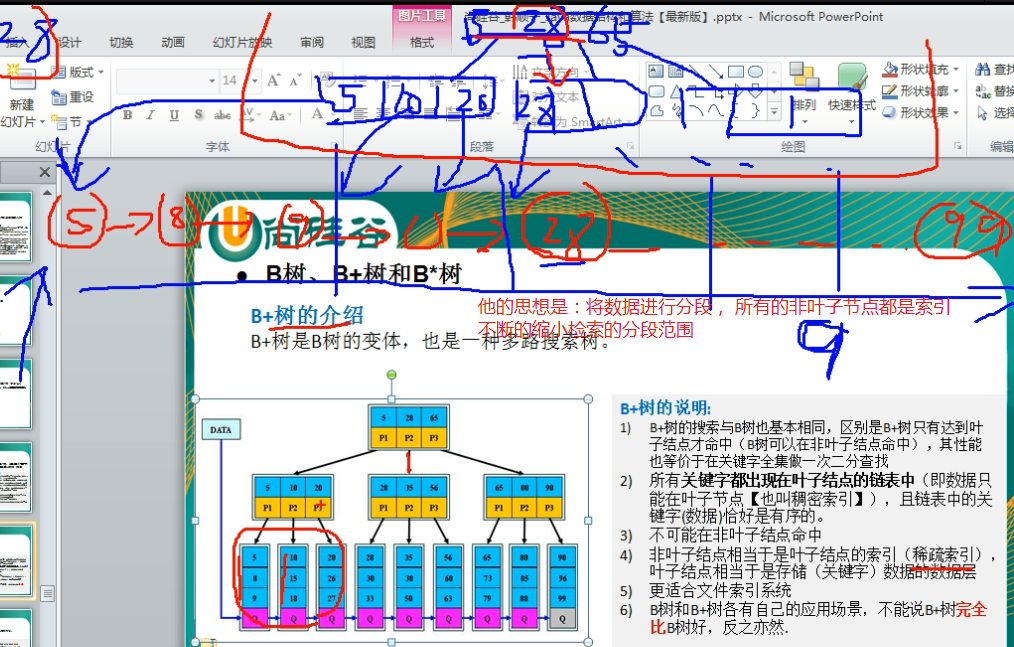 图片工具
数据结构和算法【最新版】.pptx - Microsoft PowerPoint
插入 设计 切换 动画 幻灯片放映 审阅 视图 格式
28
5 28 65
新建
幻灯片
版式
重设
节
幻灯片
14
B I U S abc Aa A
字体
5 10 20 28
段落
转换为 SmartArt
排列 快速样式
形状填充
形状轮廓
形状效果
绘图
查找
替换
选择
编辑
5 8 9 28 99
尚硅谷
• B树、B+树和B*树
B+树的介绍
B+树是B树的变体，也是一种多路搜索树。
他的思想是：将数据进行分段，所有的非叶子节点都是索引
不断的缩小检索的分段范围
9
DATA
5 28 65
P1 P2 P3
5 10 20
P1 P2 P3
28 35 56
P1 P2 P3
65 80 90
P1 P2 P3
5 10 20 28 35 56 65 80 90
8 15 26 30 38 60 73 85 96
9 18 27 33 50 63 79 88 99
Q Q Q Q Q Q Q Q Q
B+树的说明:
1) B+树的搜索与B树也基本相同，区别是B+树只有达到叶
子结点才命中（B树可以在非叶子结点命中），其性能
也等价于在关键字全集做一次二分查找
2) 所有关键字都出现在叶子结点的链表中（即数据只
能在叶子节点【也叫稠密索引】），且链表中的关
键字(数据)恰好是有序的。
3) 不可能在非叶子结点命中
4) 非叶子结点相当于是叶子结点的索引（稀疏索引），
叶子结点相当于是存储（关键字）数据的数据层
5) 更适合文件索引系统
6) B树和B+树各有自己的应用场景，不能说B+树完全
比B树好，反之亦然.